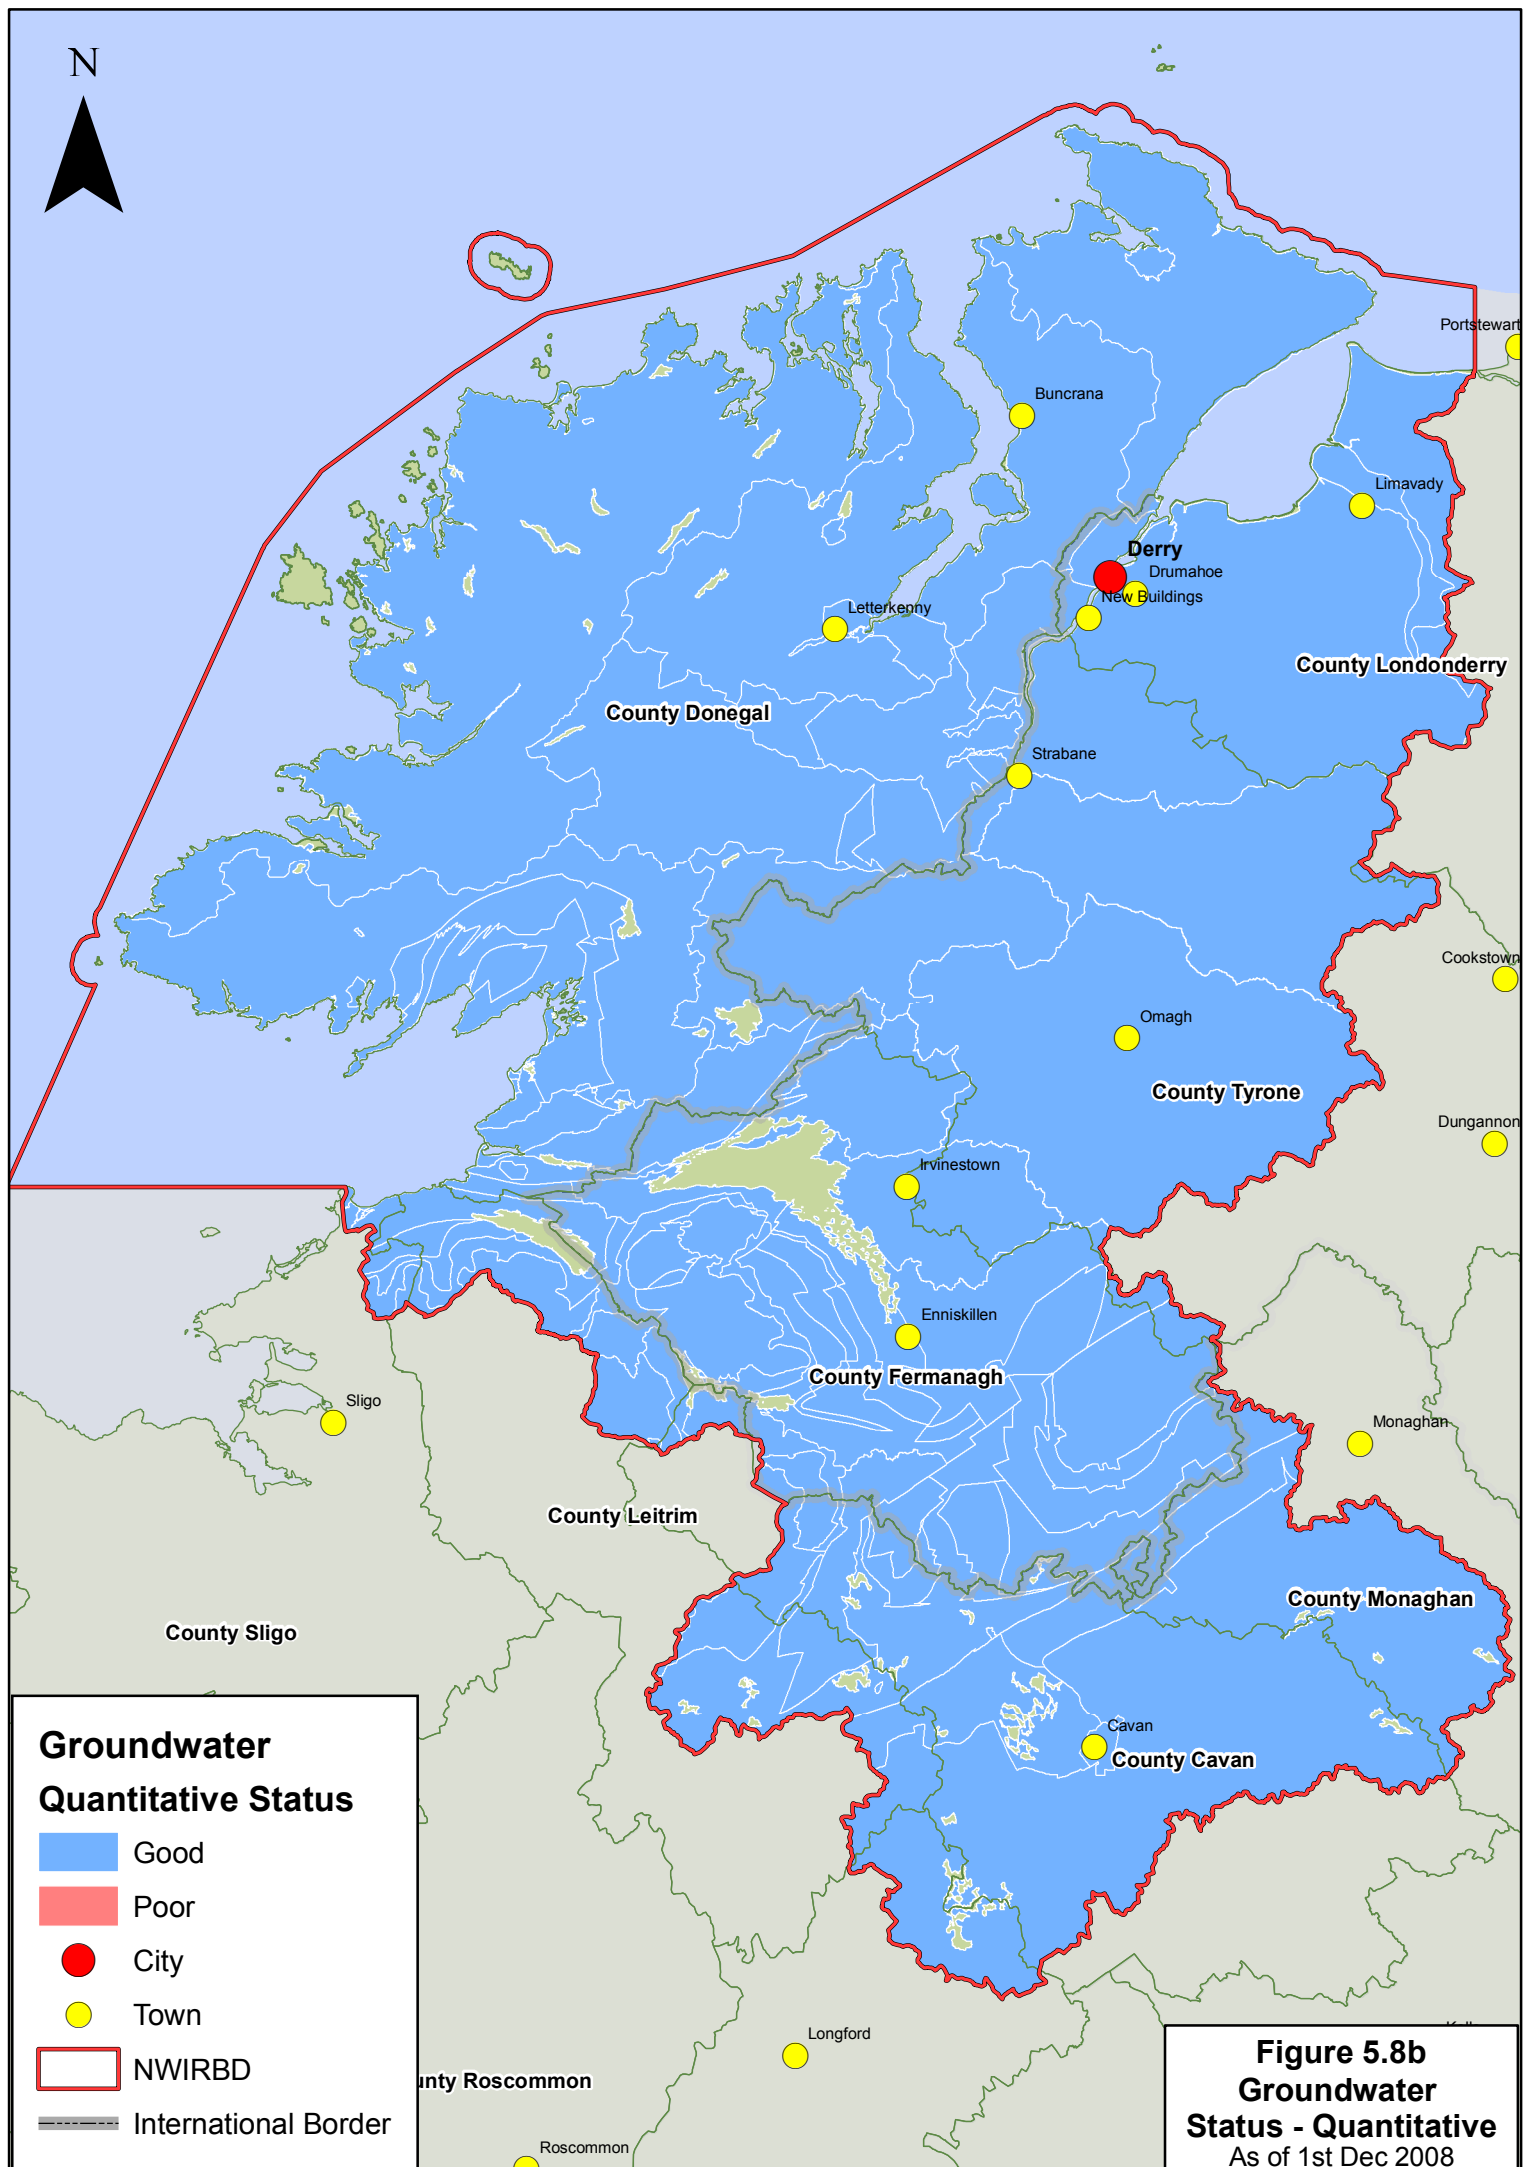 N
Portstewart
Buncrana
Limavady
Derry
Drumahoe
New Buildings
Letterkenny
County Londonderry
County Donegal
Strabane
Cookstown
Omagh
County Tyrone
Dungannon
Irvinestown
Enniskillen
County Fermanagh
Sligo
Monaghan
County Leitrim
County Monaghan
County Sligo
Cavan
County Cavan
Groundwater
Quantitative Status
Good
Poor
City
Town
NWIRBD
International Border
Longford
unty Roscommon
Roscommon
Figure 5.8b
Groundwater
Status - Quantitative
As of 1st Dec 2008